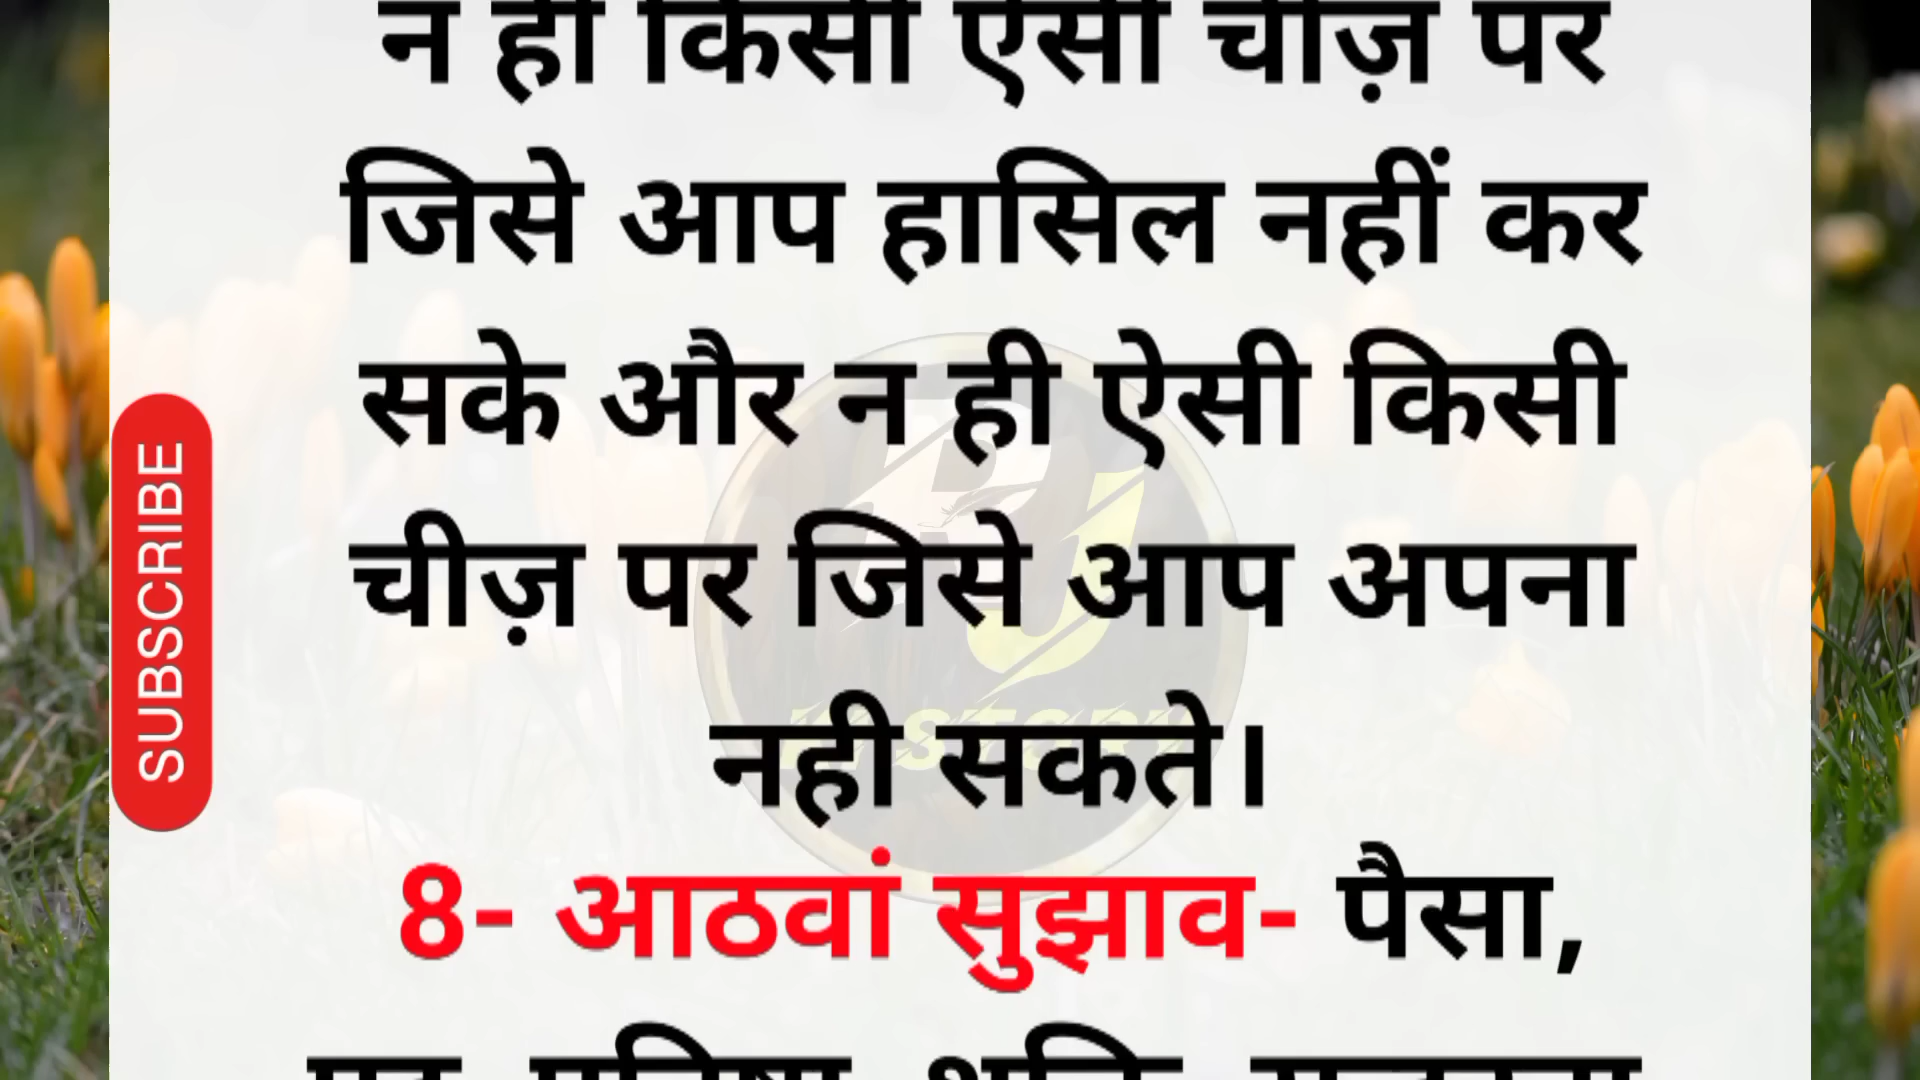 न ही किसी ऐसी चीज़ पर
जिसे आप हासिल नहीं कर
सके और न ही ऐसी किसी
चीज़ पर जिसे आप अपना
नही सकते।
8- आठवां सुझाव- पैसा,
SUBSCRIBE